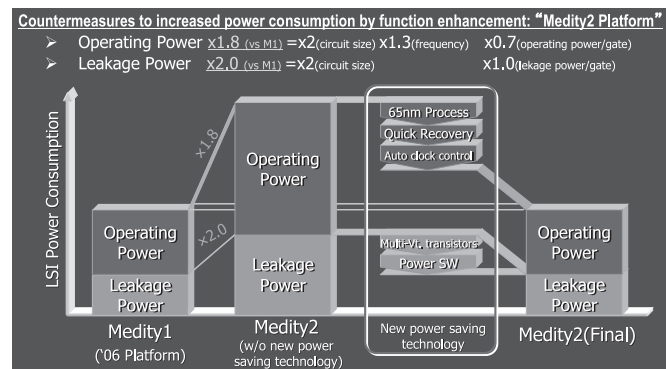 Countermeasures to increased power consumption by function enhancement: “Medity2 Platform”
➢ Operating Power x1.8 (vs M1) =x2(circuit size) x1.3(frequency) x0.7(operating power/gate)
➢ Leakage Power x2.0 (vs M1) =x2(circuit size) x1.0(lekage power/gate)
LSI Power Consumption
Operating
Power
Leakage
Power
Medity1
(‘06 Platform)
x1.8
x2.0
Operating
Power
Leakage
Power
Medity2
(w/o new power
saving technology)
65nm Process
Quick Recovery
Auto clock control
Multi-Vt. transistors
Power SW
New power saving
technology
Operating
Power
Leakage
Power
Medity2(Final)